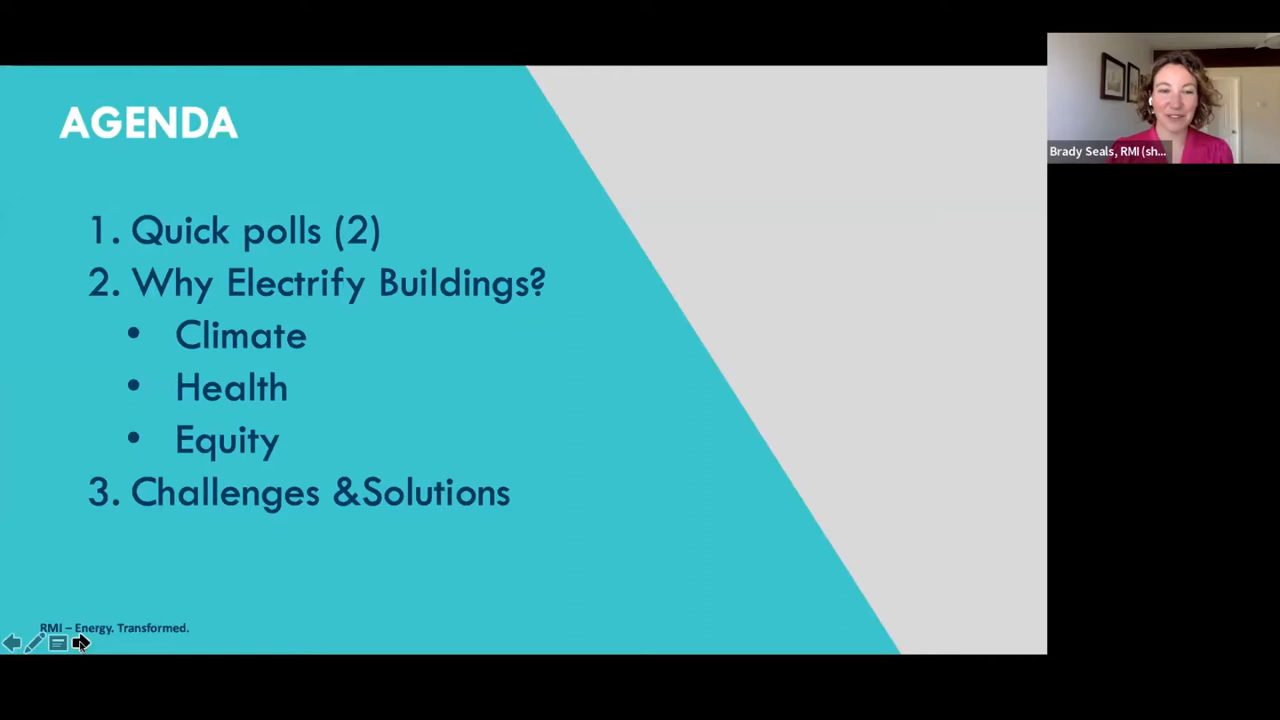 AGENDA
1. Quick polls (2)
2. Why Electrify Buildings?
• Climate
• Health
• Equity
3. Challenges &Solutions
RMI – Energy. Transformed.
Brady Seals, RMI (sh...